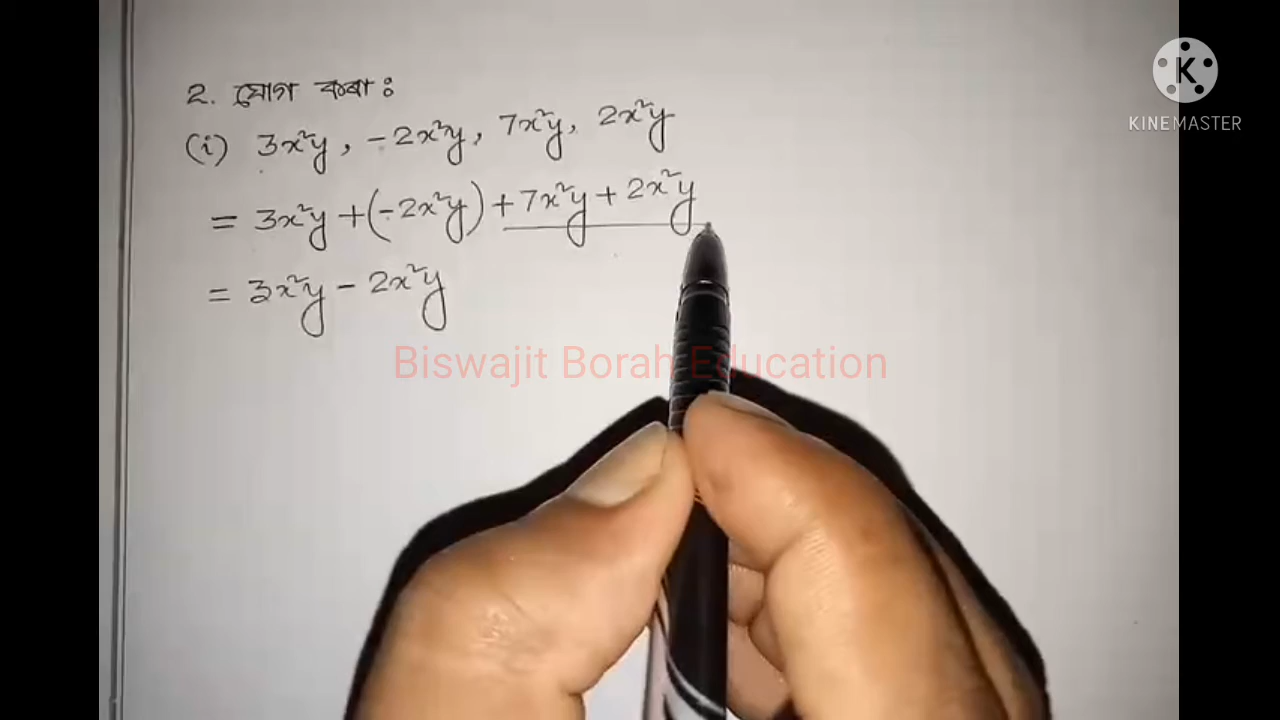 2. যোগ কৰা :
(i) 3x²y, -2x²y, 7x²y, 2x²y
= 3x²y + (-2x²y) + 7x²y + 2x²y
= 3x²y - 2x²y
Biswajit Borah Education
K
KINEMASTER